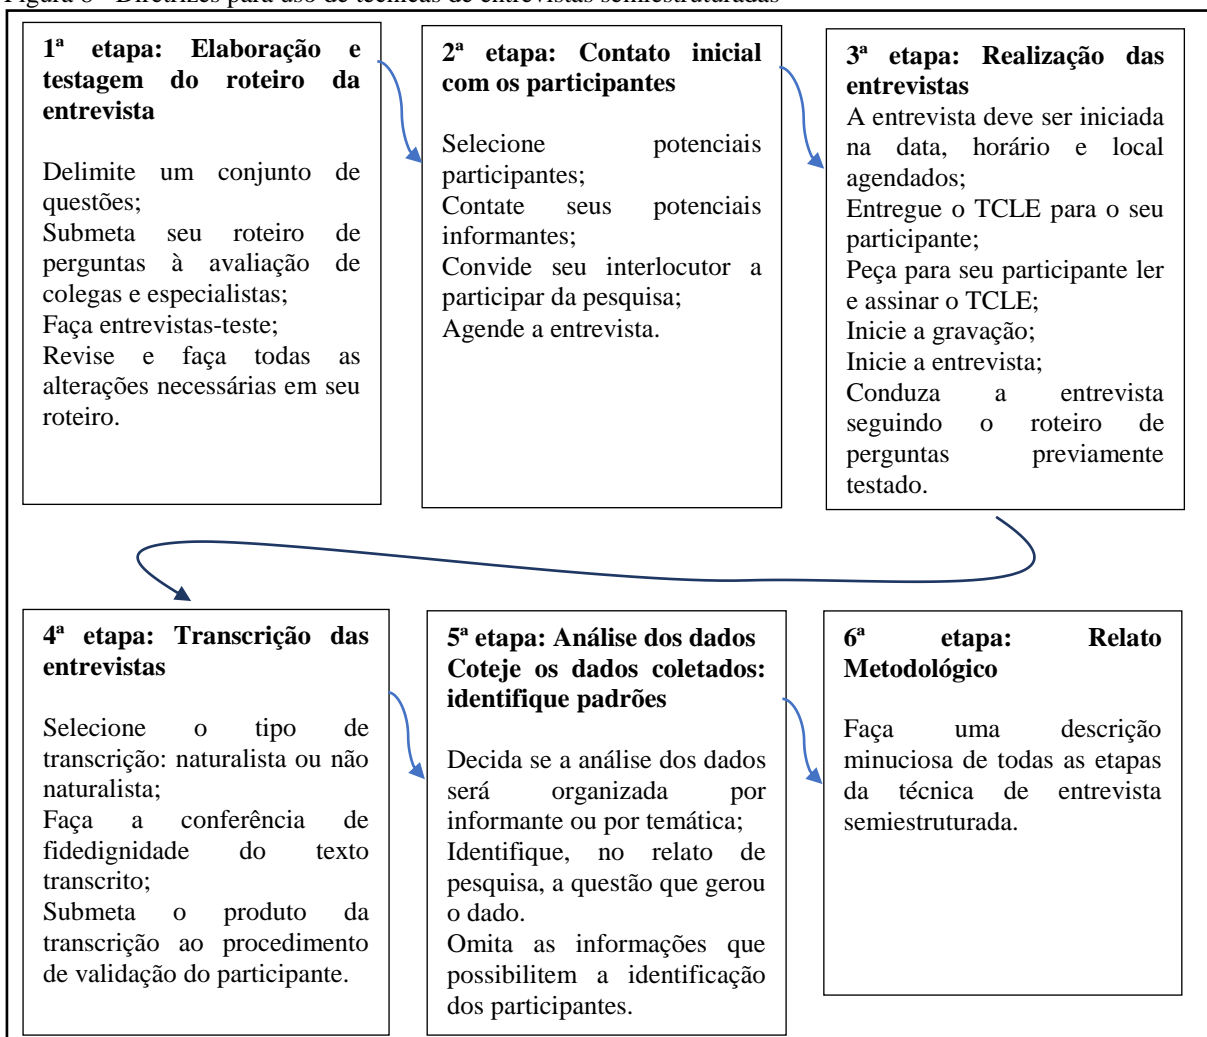 Figura 6 - Diretrizes para uso de técnicas de entrevistas semiestruturadas
1ª etapa: Elaboração e
testagem do roteiro da
entrevista
Delimite um conjunto de
questões;
Submeta seu roteiro de
perguntas à avaliação de
colegas e especialistas;
Faça entrevistas-teste;
Revise e faça todas as
alterações necessárias em seu
roteiro.
2ª etapa: Contato inicial
com os participantes
Selecione potenciais
participantes;
Contate seus potenciais
informantes;
Convide seu interlocutor a
participar da pesquisa;
Agende a entrevista.
3ª etapa: Realização das
entrevistas
A entrevista deve ser iniciada
na data, horário e local
agendados;
Entregue o TCLE para o seu
participante;
Peça para seu participante ler
e assinar o TCLE;
Inicie a gravação;
Inicie a entrevista;
Conduza a entrevista
seguindo o roteiro de
perguntas previamente
testado.
4ª etapa: Transcrição das
entrevistas
Selecione o tipo de
transcrição: naturalista ou não
naturalista;
Faça a conferência de
fidedignidade do texto
transcrito;
Submeta o produto da
transcrição ao procedimento
de validação do participante.
5ª etapa: Análise dos dados
Coteje os dados coletados:
identifique padrões
Decida se a análise dos dados
será organizada por
informante ou por temática;
Identifique, no relato de
pesquisa, a questão que gerou
o dado.
Omita as informações que
possibilitem a identificação
dos participantes.
6ª etapa: Relato
Metodológico
Faça uma descrição
minuciosa de todas as etapas
da técnica de entrevista
semiestruturada.